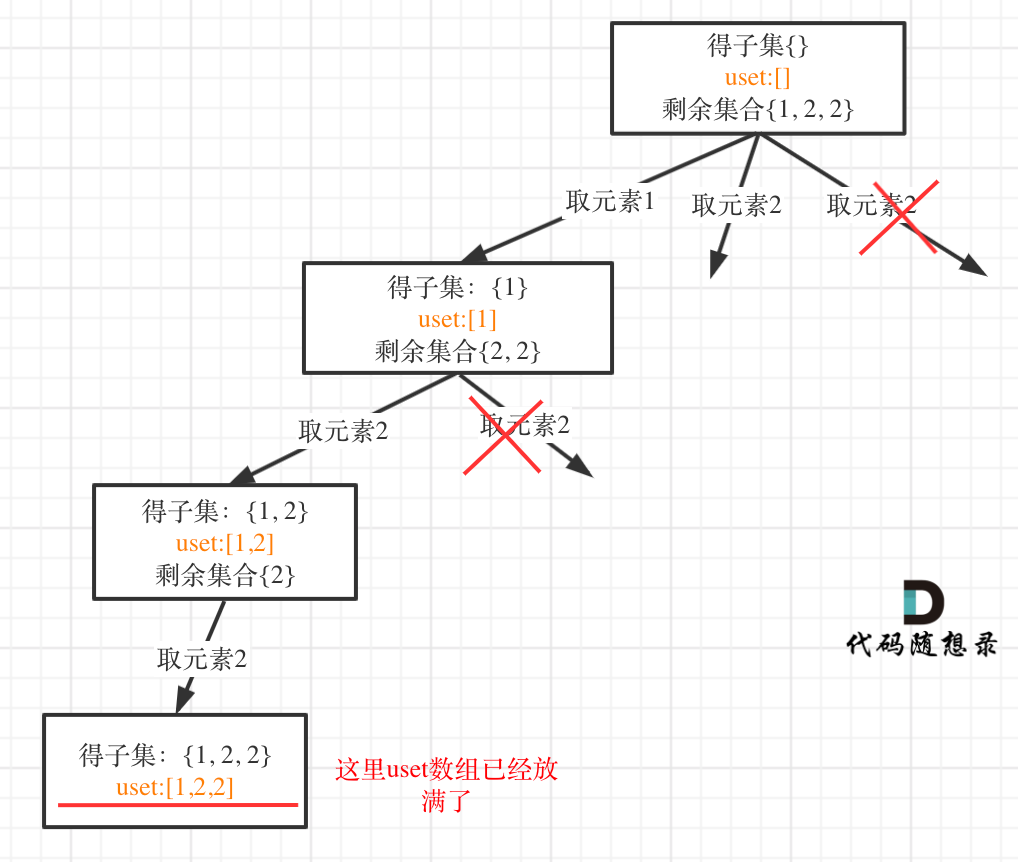 得子集{}
uset:[]
剩余集合{1, 2, 2}
取元素1
取元素2
取元素2
得子集：{1}
uset:[1]
剩余集合{2, 2}
取元素2
取元素2
得子集：{1, 2}
uset:[1,2]
剩余集合{2}
取元素2
得子集：{1, 2, 2}
uset:[1,2,2]
这里uset数组已经放
满了
代码随想录